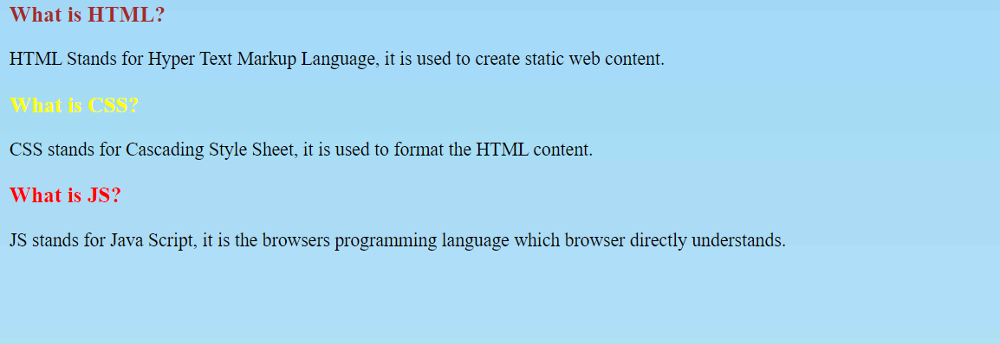 What is HTML?
HTML Stands for Hyper Text Markup Language, it is used to create static web content.
What is CSS?
CSS stands for Cascading Style Sheet, it is used to format the HTML content.
What is JS?
JS stands for Java Script, it is the browsers programming language which browser directly understands.